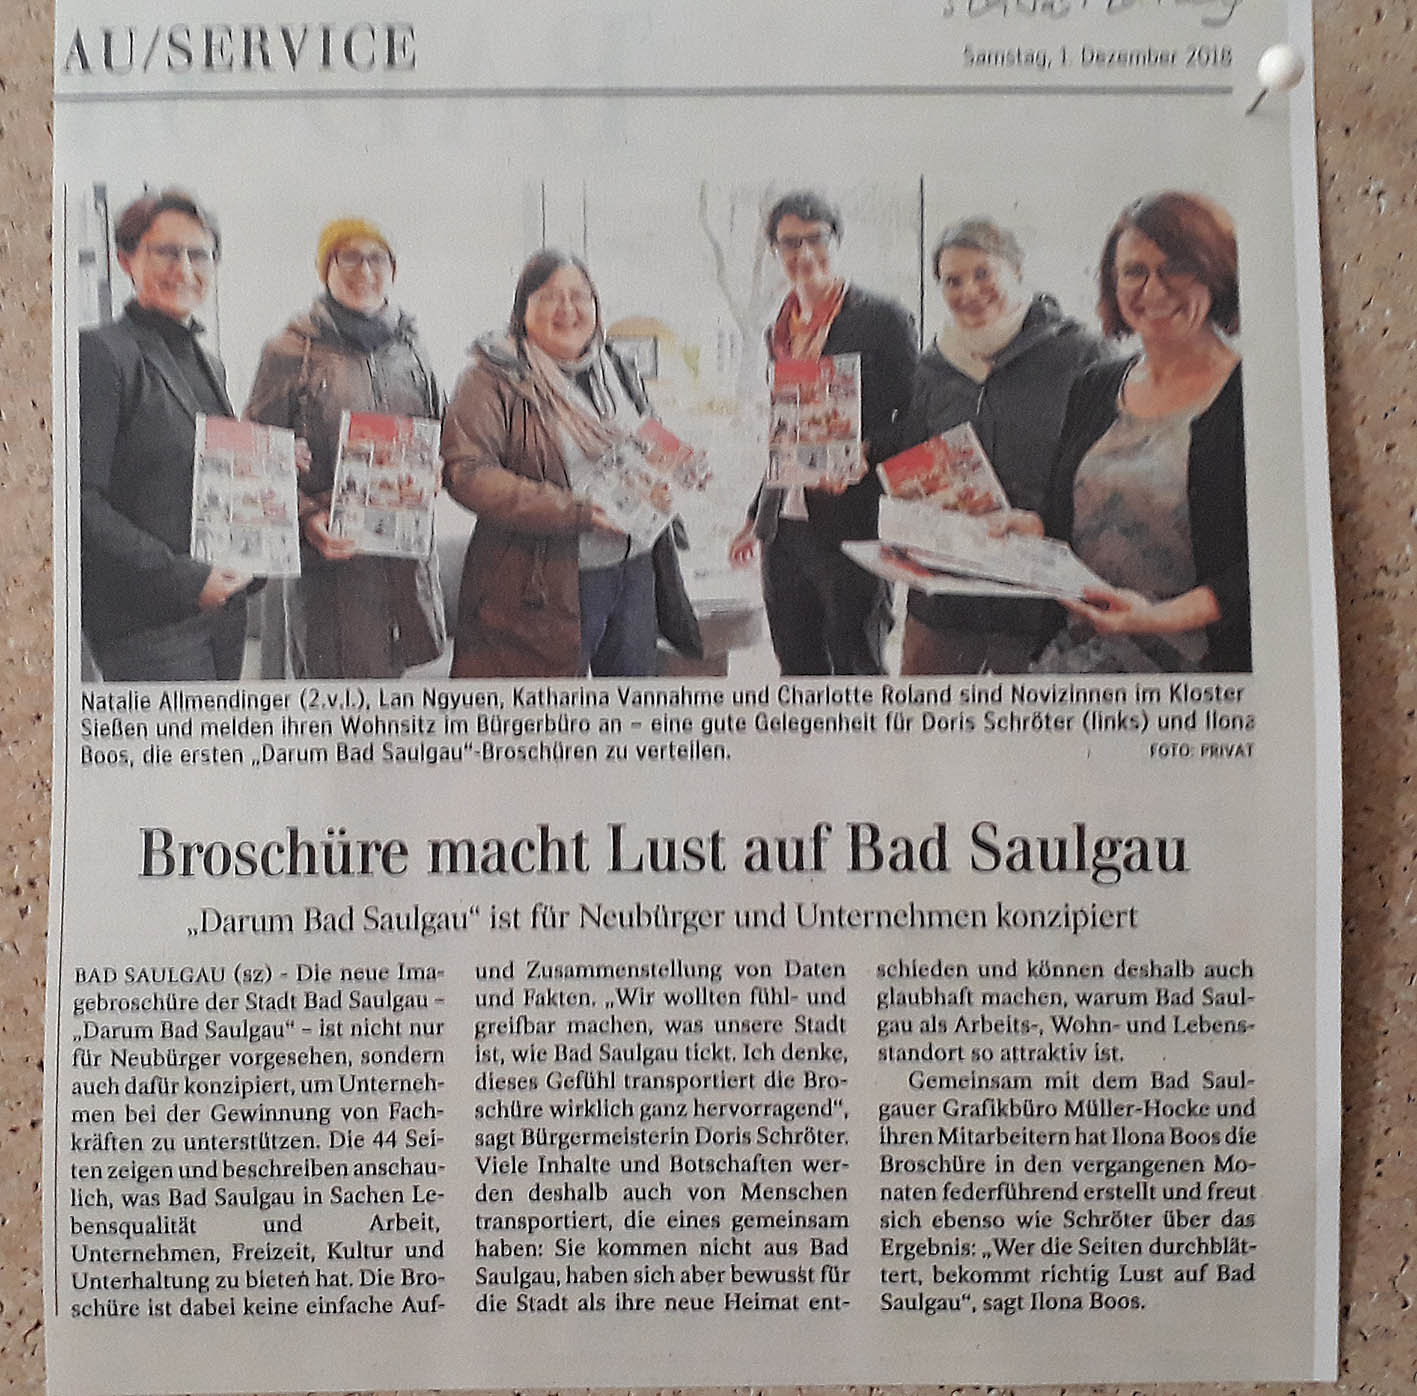 AU/SERVICE
Samstag, 1. Dezember 2018
Natalie Allmendinger (2.v.l.), Lan Ngyuen, Katharina Vannahme und Charlotte Roland sind Novizinnen im Kloster
Sießen und melden ihren Wohnsitz im Bürgerbüro an – eine gute Gelegenheit für Doris Schröter (links) und Ilona
Boos, die ersten „Darum Bad Saulgau“-Broschüren zu verteilen.
FOTO: PRIVAT
Broschüre macht Lust auf Bad Saulgau
„Darum Bad Saulgau“ ist für Neubürger und Unternehmen konzipiert
BAD SAULGAU (sz) - Die neue Ima-
gebroschüre der Stadt Bad Saulgau –
„Darum Bad Saulgau“ – ist nicht nur
für Neubürger vorgesehen, sondern
auch dafür konzipiert, um Unterneh-
men bei der Gewinnung von Fach-
kräften zu unterstützen. Die 44 Sei-
ten zeigen und beschreiben anschau-
lich, was Bad Saulgau in Sachen Le-
bensqualität und Arbeit,
Unternehmen, Freizeit, Kultur und
Unterhaltung zu bieten hat. Die Bro-
schüre ist dabei keine einfache Auf-
und Zusammenstellung von Daten
und Fakten. „Wir wollten fühl- und
greifbar machen, was unsere Stadt
ist, wie Bad Saulgau tickt. Ich denke,
dieses Gefühl transportiert die Bro-
schüre wirklich ganz hervorragend“,
sagt Bürgermeisterin Doris Schröter.
Viele Inhalte und Botschaften wer-
den deshalb auch von Menschen
transportiert, die eines gemeinsam
haben: Sie kommen nicht aus Bad
Saulgau, haben sich aber bewusst für
die Stadt als ihre neue Heimat ent-
schieden und können deshalb auch
glaubhaft machen, warum Bad Saul-
gau als Arbeits-, Wohn- und Lebens-
standort so attraktiv ist.
Gemeinsam mit dem Bad Saul-
gauer Grafikbüro Müller-Hocke und
ihren Mitarbeitern hat Ilona Boos die
Broschüre in den vergangenen Mo-
naten federführend erstellt und freut
sich ebenso wie Schröter über das
Ergebnis: „Wer die Seiten durchblät-
tert, bekommt richtig Lust auf Bad
Saulgau“, sagt Ilona Boos.